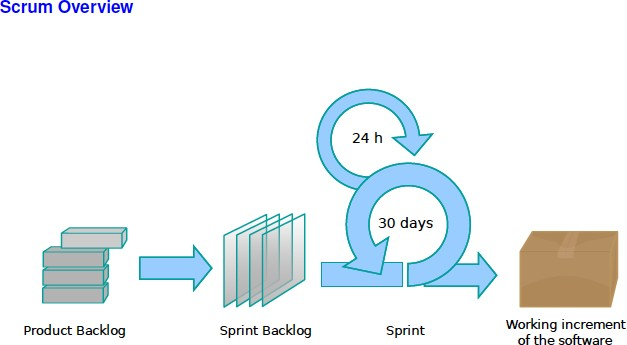 Scrum Overview
24 h
30 days
Product Backlog
Sprint Backlog
Sprint
Working increment
of the software